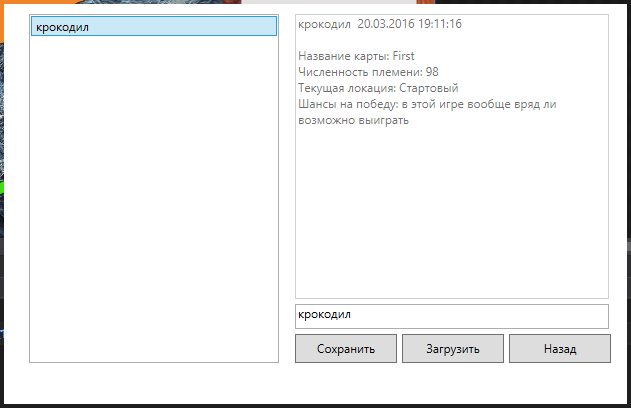 крокодил
крокодил 20.03.2016 19:11:16
Название карты: First
Численность племени: 98
Текущая локация: Стартовый
Шансы на победу: в этой игре вообще вряд ли
возможно выиграть
крокодил
Сохранить
Загрузить
Назад